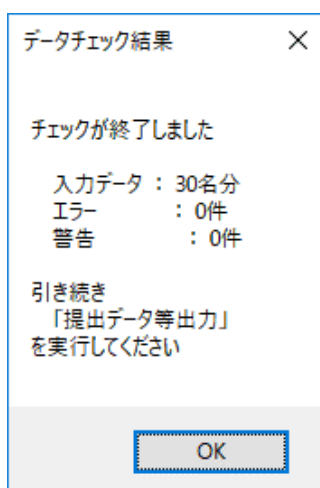 データチェック結果
チェックが終了しました
入力データ : 30名分
エラー : 0件
警告 : 0件
引き続き
「提出データ等出力」
を実行してください
OK